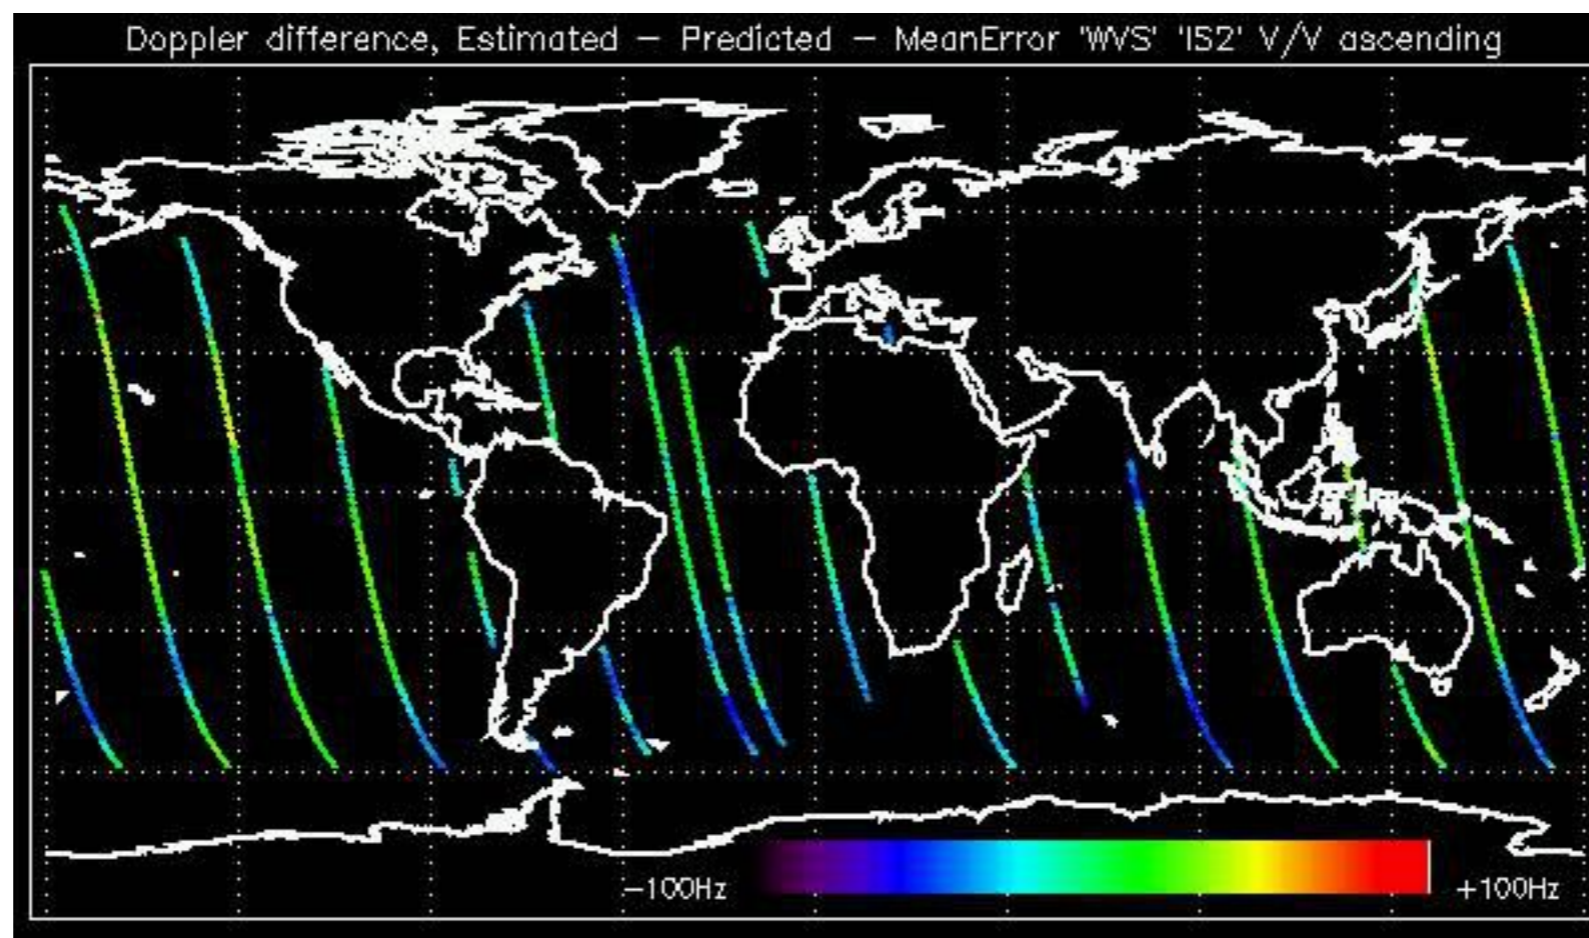 Doppler difference, Estimated − Predicted − MeanError 'WVS' 'IS2' V/V ascending
−100Hz
+100Hz